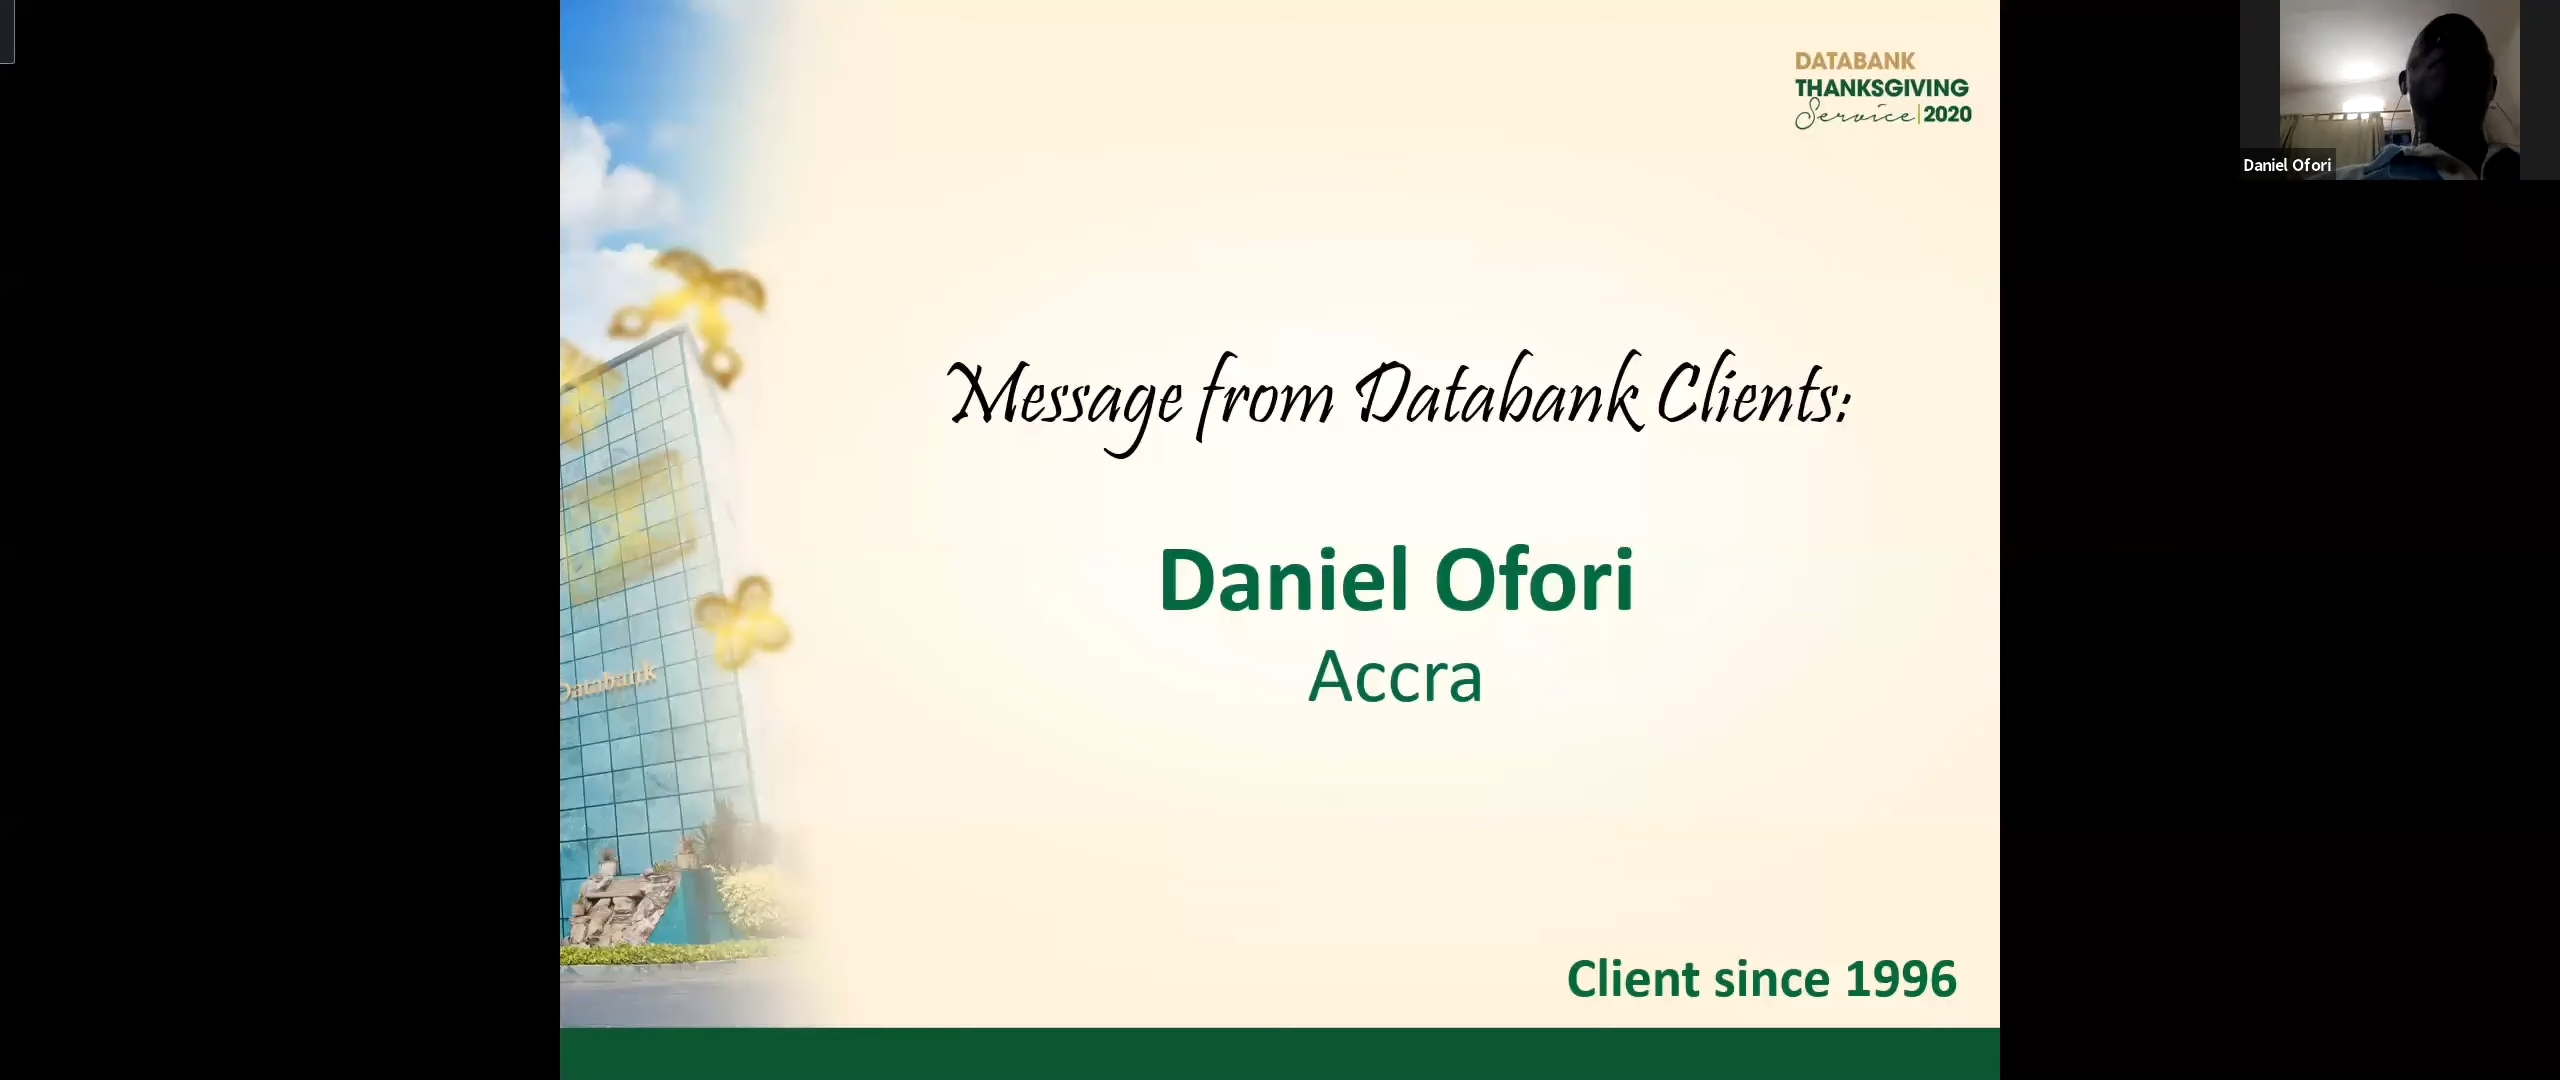 DATABANK
THANKSGIVING
Service | 2020
Daniel Ofori
Message from Databank Clients:
Daniel Ofori
Accra
Databank
Client since 1996